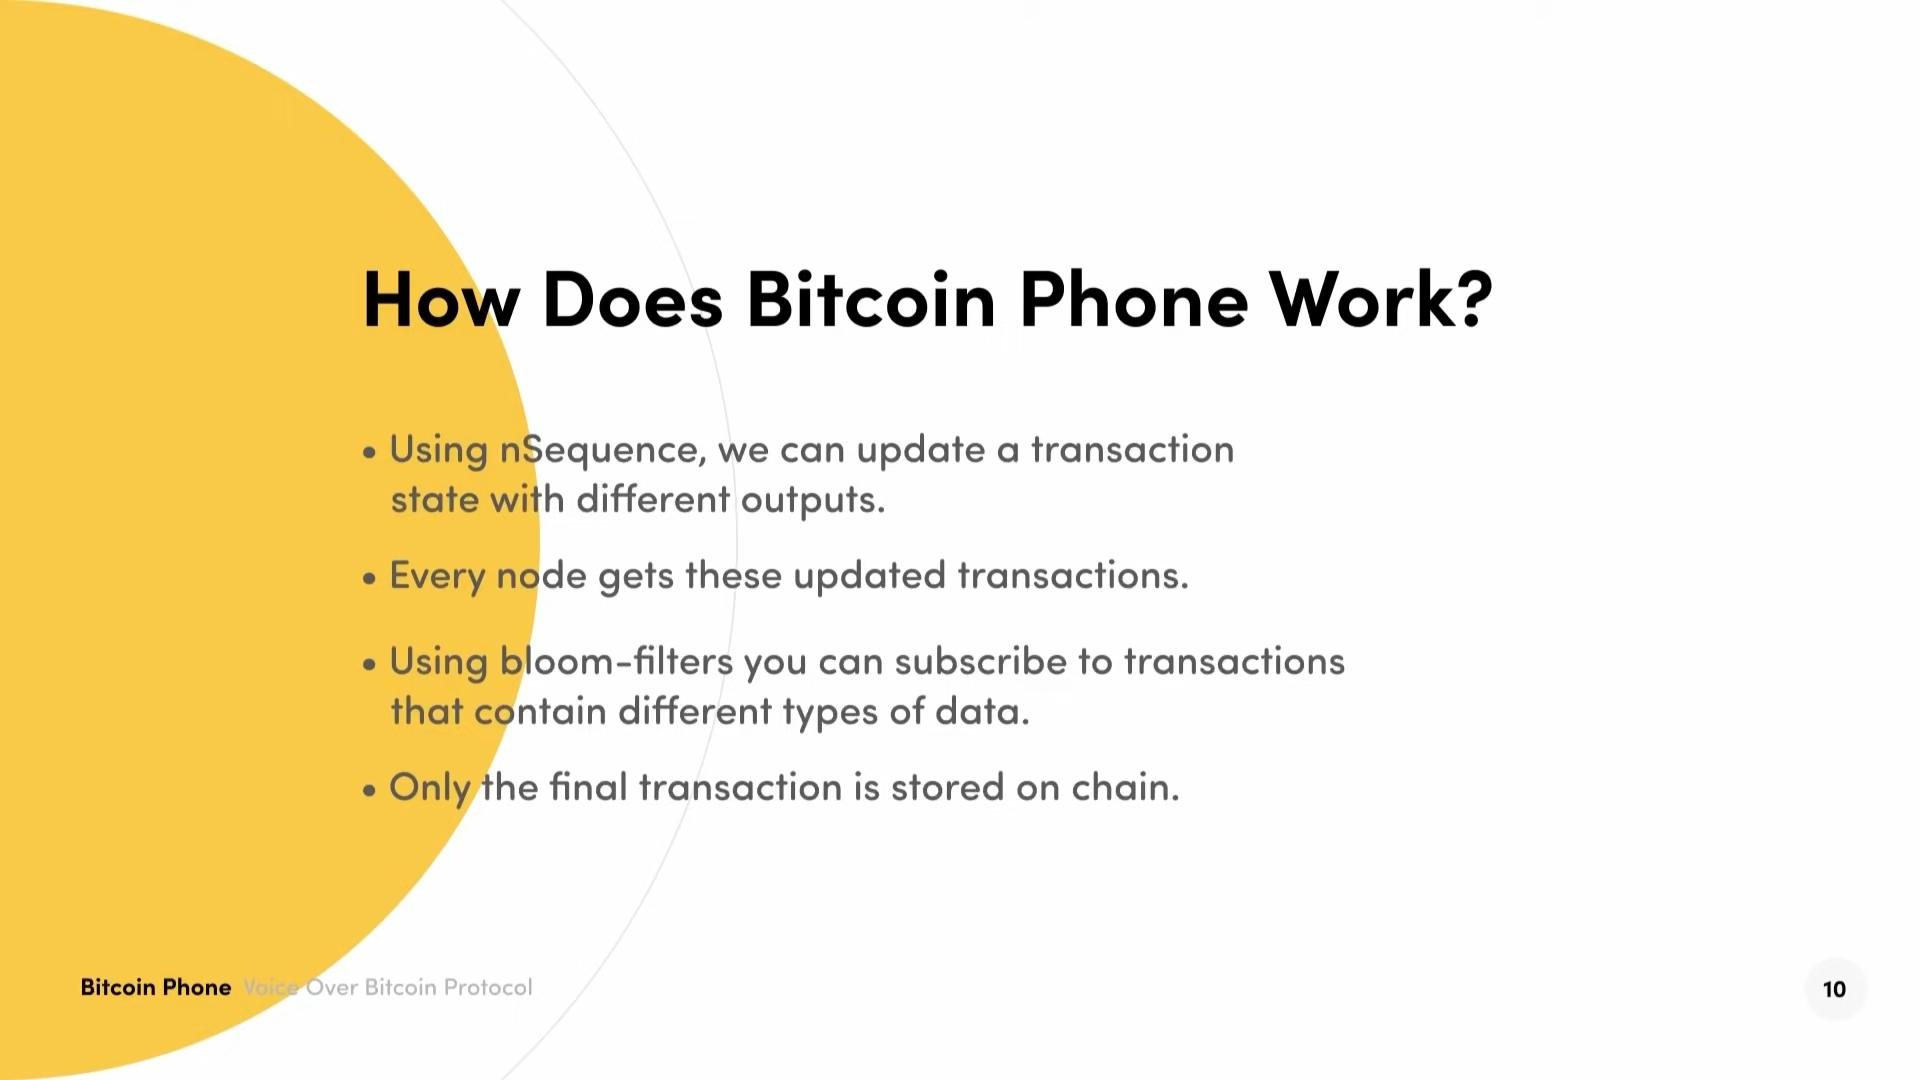 How Does Bitcoin Phone Work?
• Using nSequence, we can update a transaction
state with different outputs.
• Every node gets these updated transactions.
• Using bloom-filters you can subscribe to transactions
that contain different types of data.
• Only the final transaction is stored on chain.
Bitcoin Phone Voice Over Bitcoin Protocol
10